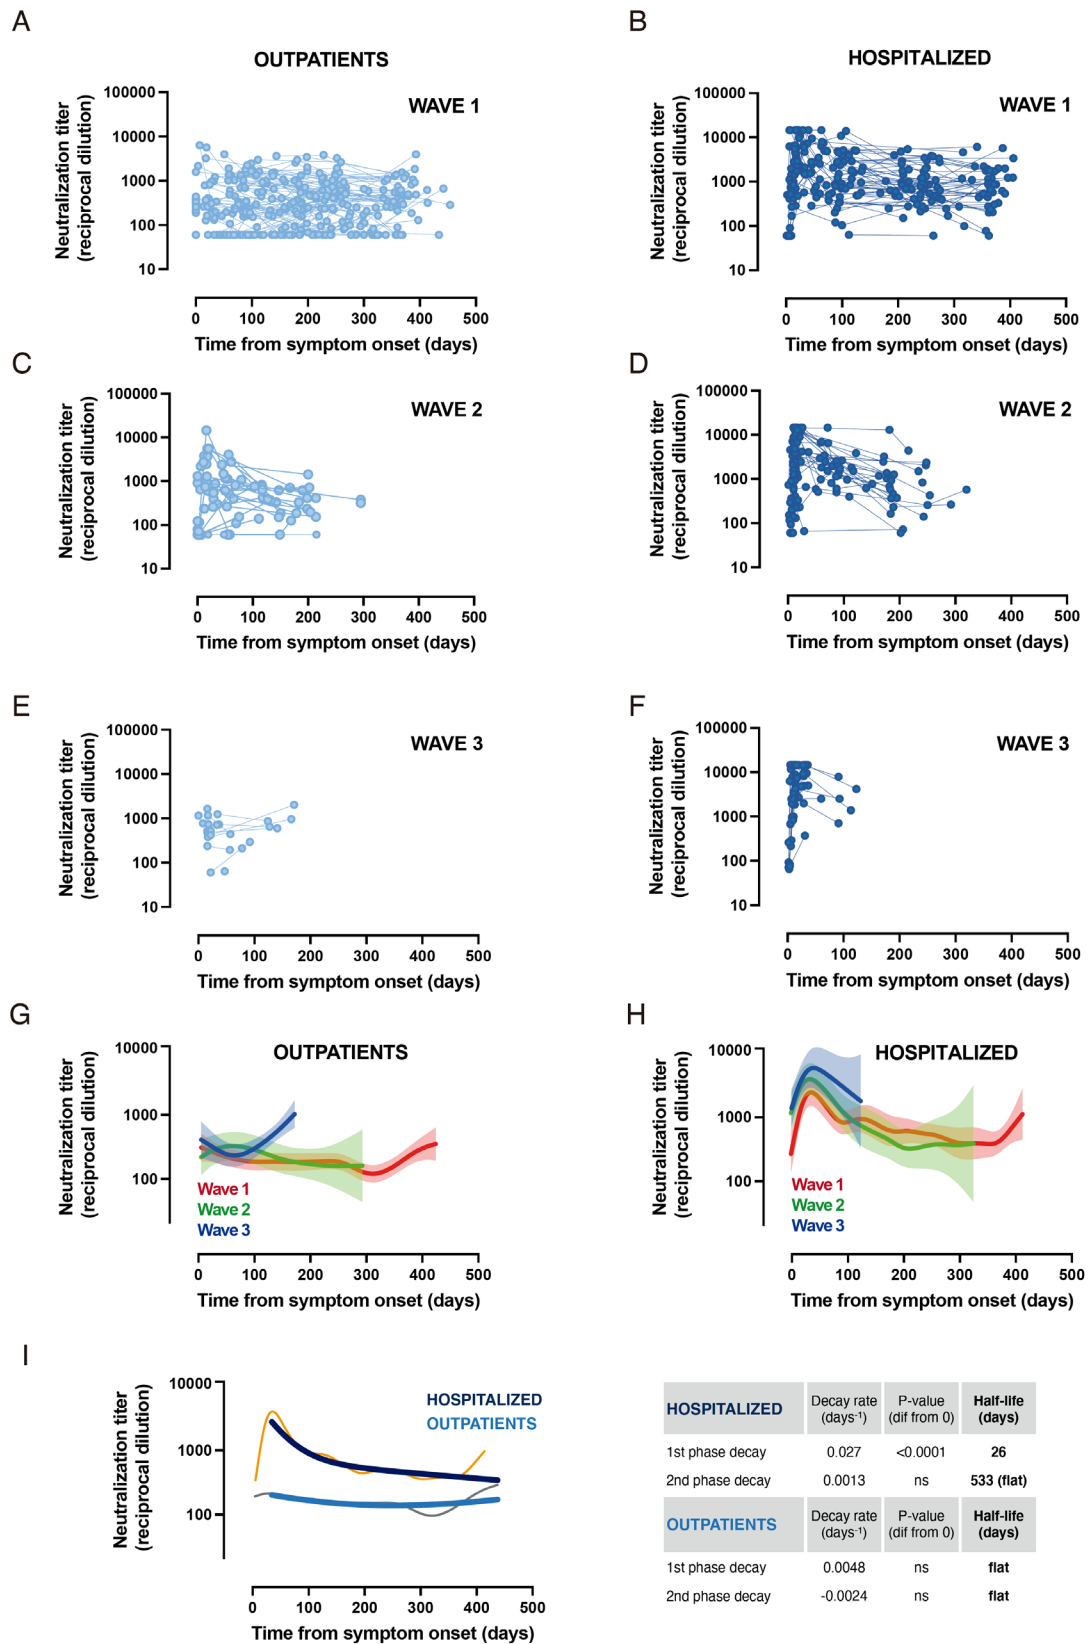 A
B
OUTPATIENTS
HOSPITALIZED
WAVE 1
WAVE 1
Neutralization titer
(reciprocal dilution)
100000
10000
1000
100
10
0 100 200 300 400 500
Time from symptom onset (days)
Neutralization titer
(reciprocal dilution)
100000
10000
1000
100
10
0 100 200 300 400 500
Time from symptom onset (days)
C
D
WAVE 2
WAVE 2
Neutralization titer
(reciprocal dilution)
100000
10000
1000
100
10
0 100 200 300 400 500
Time from symptom onset (days)
Neutralization titer
(reciprocal dilution)
100000
10000
1000
100
10
0 100 200 300 400 500
Time from symptom onset (days)
E
F
WAVE 3
WAVE 3
Neutralization titer
(reciprocal dilution)
100000
10000
1000
100
10
0 100 200 300 400 500
Time from symptom onset (days)
Neutralization titer
(reciprocal dilution)
100000
10000
1000
100
10
0 100 200 300 400 500
Time from symptom onset (days)
G
H
OUTPATIENTS
Neutralization titer
(reciprocal dilution)
10000
1000
100
Wave 1
Wave 2
Wave 3
0 100 200 300 400 500
Time from symptom onset (days)
HOSPITALIZED
Neutralization titer
(reciprocal dilution)
10000
1000
100
Wave 1
Wave 2
Wave 3
0 100 200 300 400 500
Time from symptom onset (days)
I
Neutralization titer
(reciprocal dilution)
10000
1000
100
HOSPITALIZED
OUTPATIENTS
0 100 200 300 400 500
Time from symptom onset (days)
HOSPITALIZED Decay rate (days-1) P-value (dif from 0) Half-life (days)
1st phase decay 0.027 <0.0001 26
2nd phase decay 0.0013 ns 533 (flat)
OUTPATIENTS Decay rate (days-1) P-value (dif from 0) Half-life (days)
1st phase decay 0.0048 ns flat
2nd phase decay -0.0024 ns flat